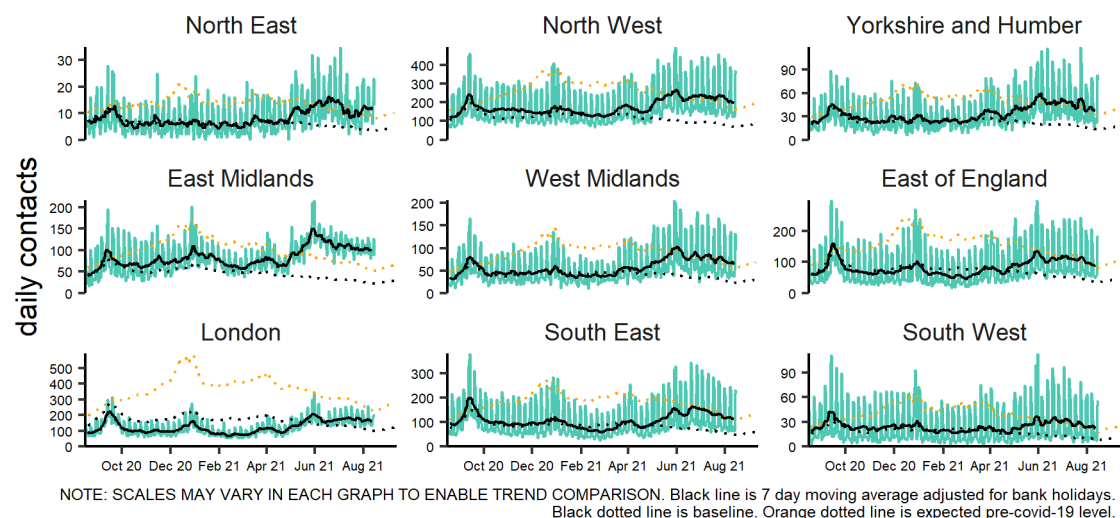 North East
North West
Yorkshire and Humber
30
20
10
0
400
300
200
100
0
90
60
30
0
daily contacts
East Midlands
West Midlands
East of England
200
150
100
50
0
200
150
100
50
0
200
100
0
London
South East
South West
500
400
300
200
100
0
300
200
100
0
90
60
30
0
Oct 20 Dec 20 Feb 21 Apr 21 Jun 21 Aug 21
Oct 20 Dec 20 Feb 21 Apr 21 Jun 21 Aug 21
Oct 20 Dec 20 Feb 21 Apr 21 Jun 21 Aug 21
NOTE: SCALES MAY VARY IN EACH GRAPH TO ENABLE TREND COMPARISON. Black line is 7 day moving average adjusted for bank holidays.
Black dotted line is baseline. Orange dotted line is expected pre-covid-19 level.